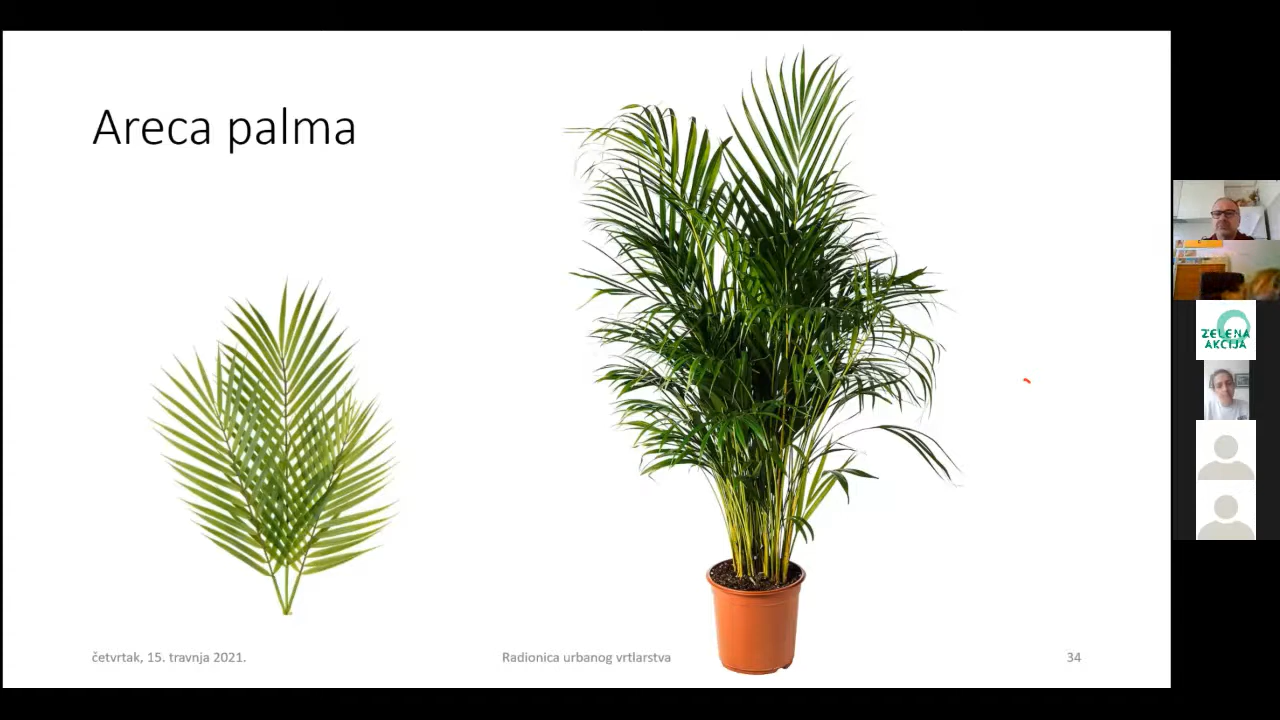 Areca palma
četvrtak, 15. travnja 2021.
Radionica urbanog vrtlarstva
34
ZELENA
AKCIJA